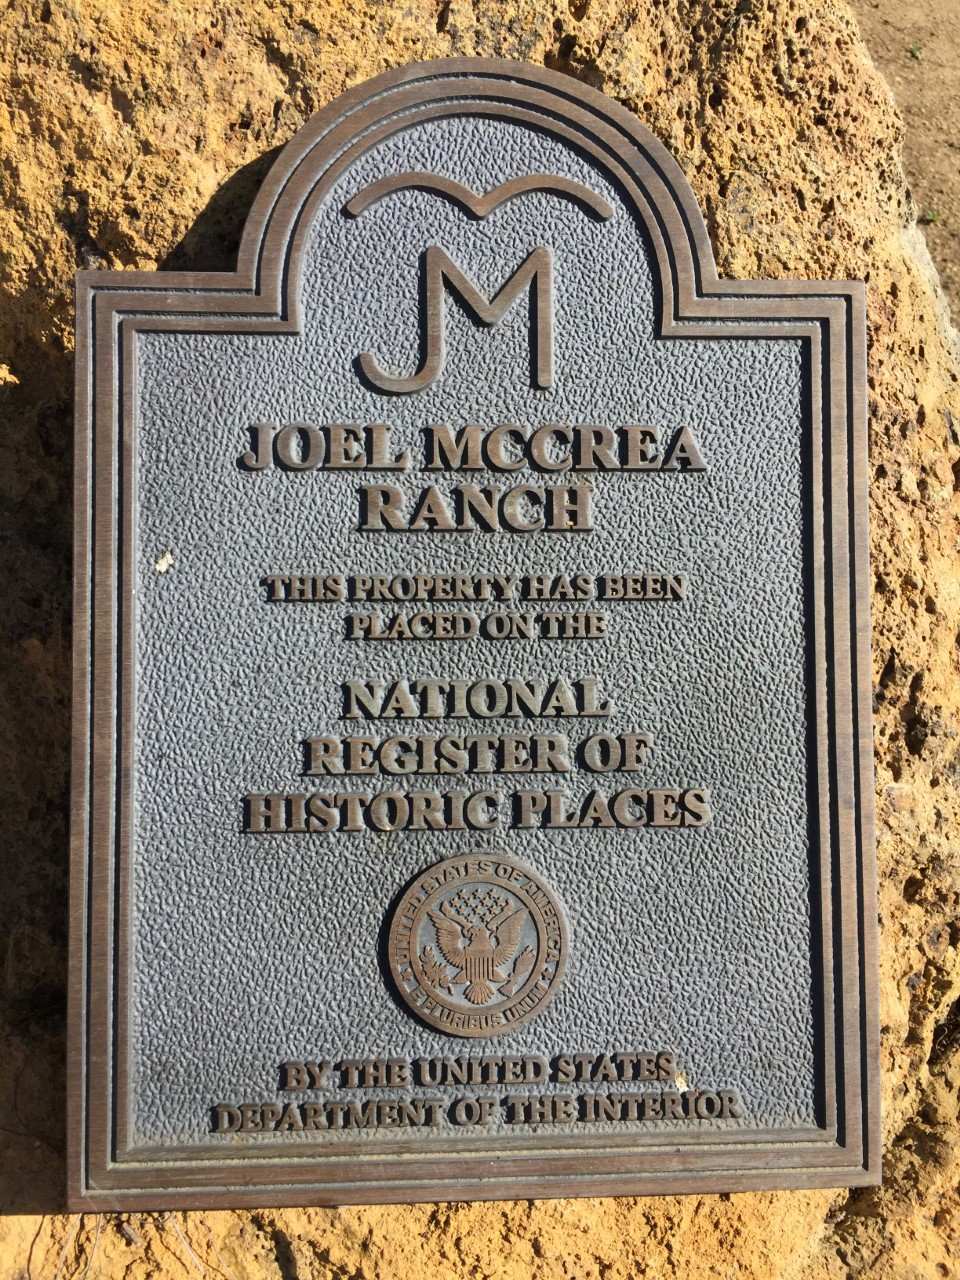 JM
JOEL MCCREA
RANCH
THIS PROPERTY HAS BEEN
PLACED ON THE
NATIONAL
REGISTER OF
HISTORIC PLACES
UNITED STATES OF AMERICA
E PLURIBUS UNUM
BY THE UNITED STATES
DEPARTMENT OF THE INTERIOR